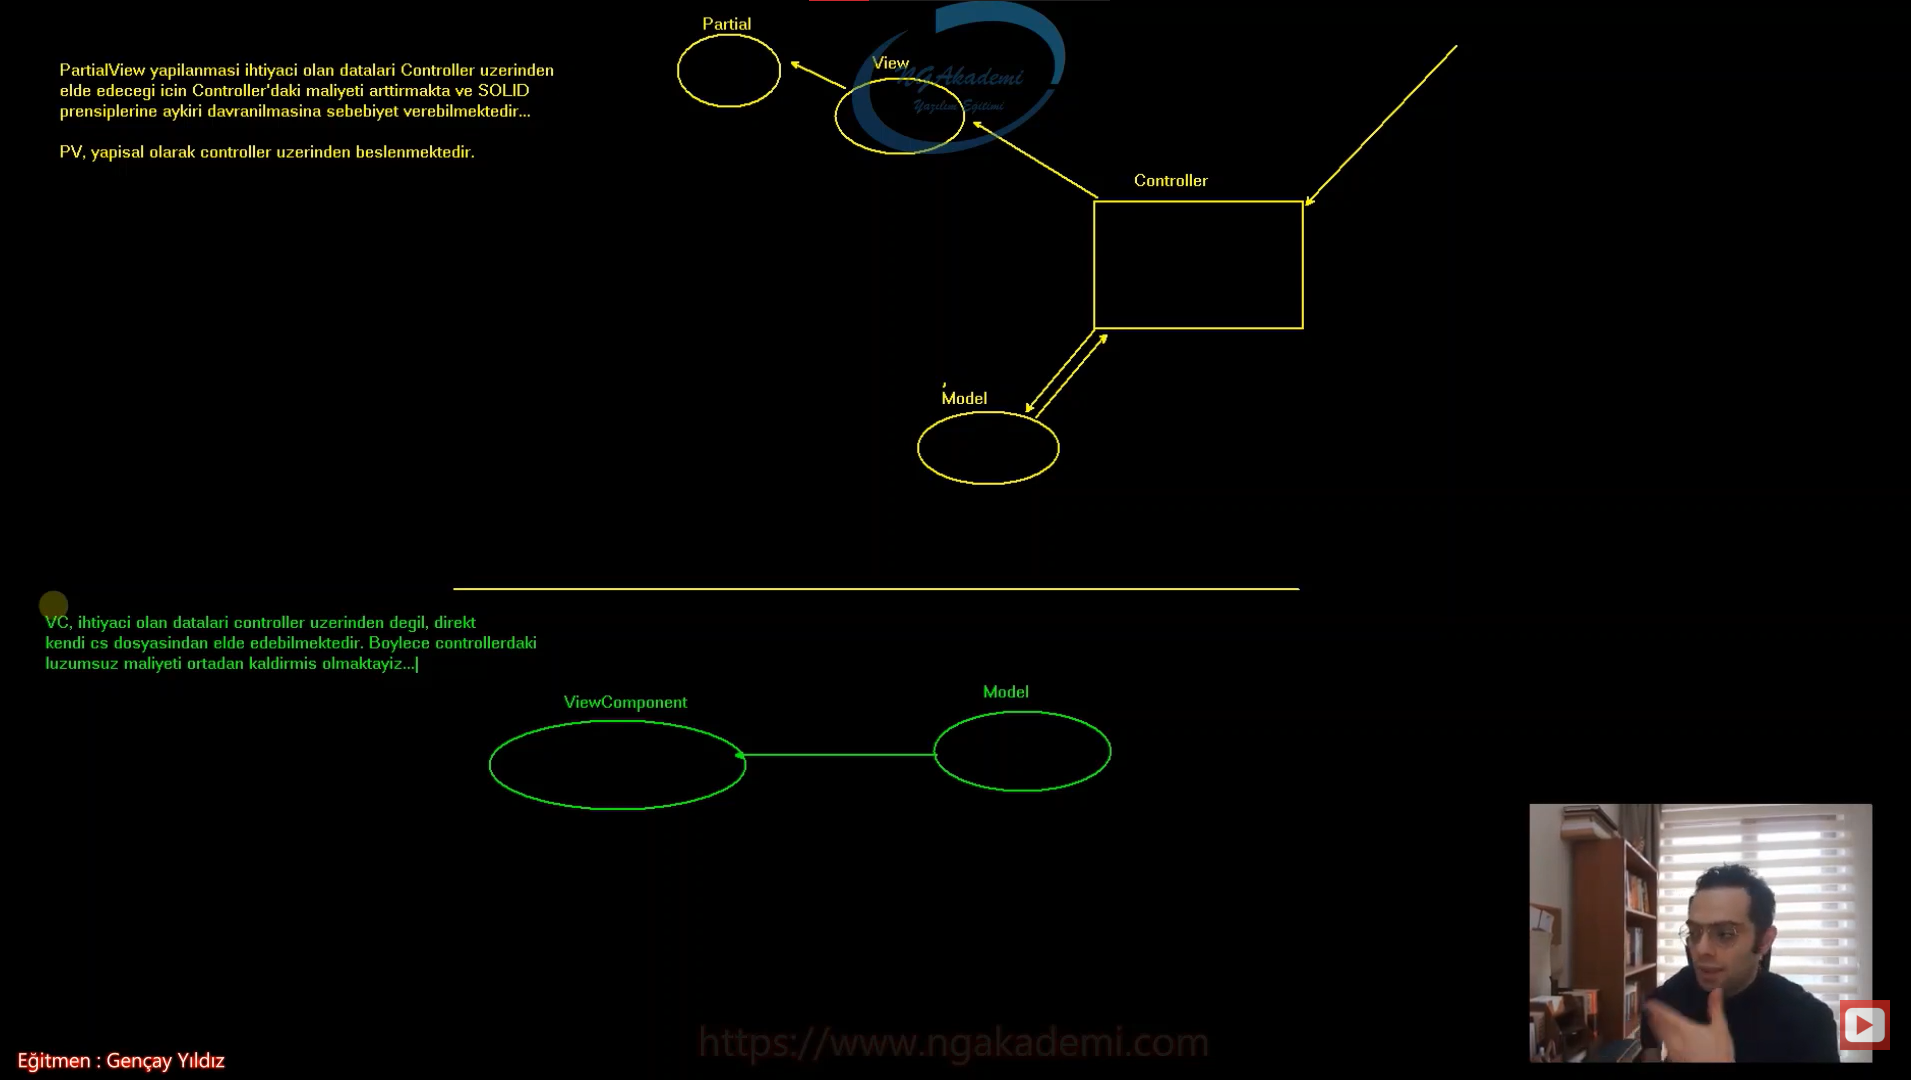 Partial
PartialView yapilanmasi ihtiyaci olan datalari Controller uzerinden
elde edecegi icin Controller'daki maliyeti arttirmakta ve SOLID
prensiplerine aykiri davranilmasina sebebiyet verebilmektedir...
PV, yapisal olarak controller uzerinden beslenmektedir.
View
NGAkademi
Yazılım Eğitimi
Controller
Model
VC, ihtiyaci olan datalari controller uzerinden degil, direkt
kendi cs dosyasindan elde edebilmektedir. Boylece controllerdaki
luzumsuz maliyeti ortadan kaldirmis olmaktayiz...
ViewComponent
Model
https://www.ngakademi.com
Eğitmen : Gençay Yıldız